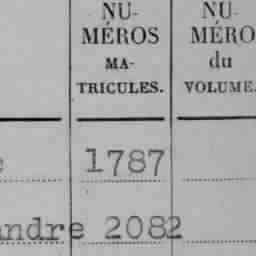 NU- NU-
MÉROS MÉRO
MA- du
TRICULES. VOLUME.
1787
andre 2082